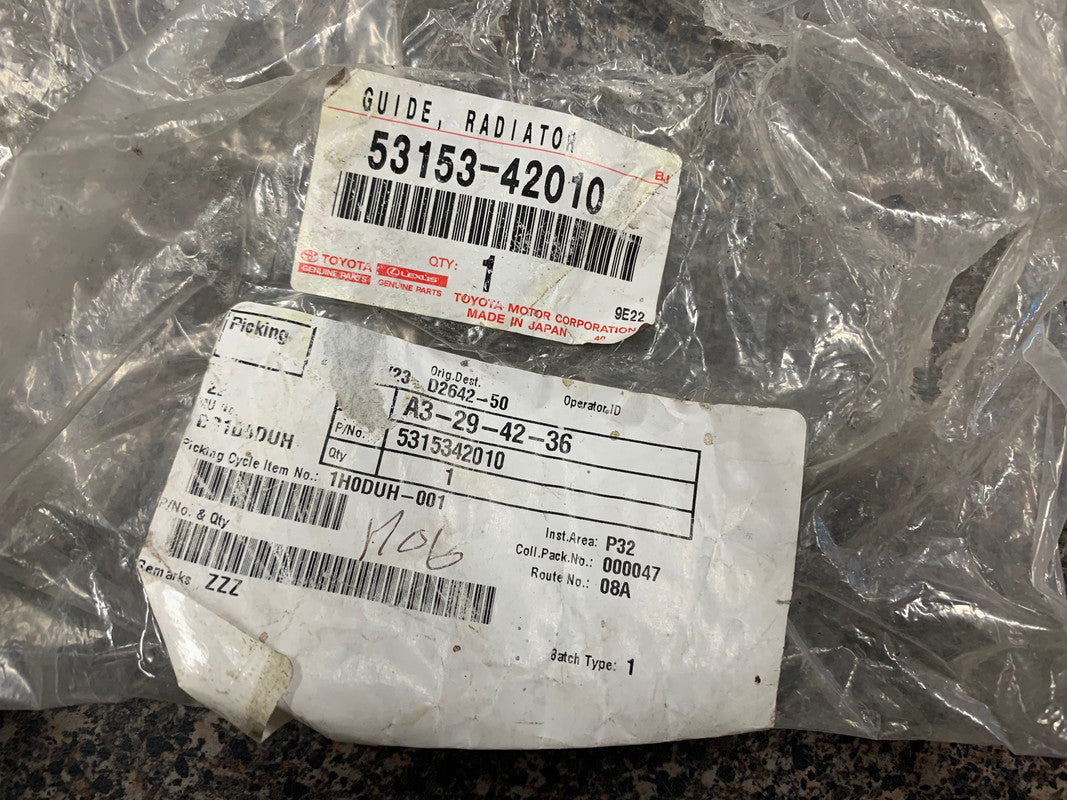 GUIDE, RADIATOR
BJ
53153-42010
QTY: 1
TOYOTA
GENUINE PARTS
LEXUS
GENUINE PARTS
TOYOTA MOTOR CORPORATION
MADE IN JAPAN
9E22
Picking
Orig.Dest.
D2642-50
Operator ID
A3-29-42-36
P/No. 5315342010
Qty 1
Picking Cycle Item No.: 1H0DUH-001
P/No. & Qty
1706
Inst.Area: P32
Coll.Pack.No.: 000047
Route No.: 08A
Remarks ZZZ
Batch Type: 1